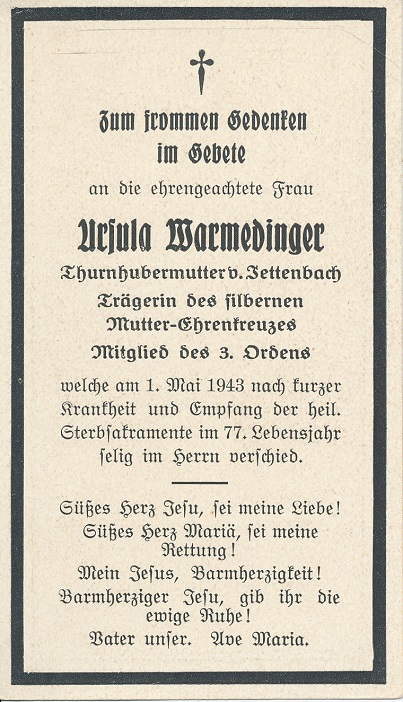 Zum frommen Gedenken
im Gebete
an die ehrengeachtete Frau
Ursula Warmedinger
Thurnhubermutter v. Jettenbach
Trägerin des silbernen
Mutter-Ehrenkreuzes
Mitglied des 3. Ordens
welche am 1. Mai 1943 nach kurzer
Krankheit und Empfang der heil.
Sterbsakramente im 77. Lebensjahr
selig im Herrn verschied.
Süßes Herz Jesu, sei meine Liebe!
Süßes Herz Mariä, sei meine
Rettung!
Mein Jesus, Barmherzigkeit!
Barmherziger Jesu, gib ihr die
ewige Ruhe!
Vater unser. Ave Maria.